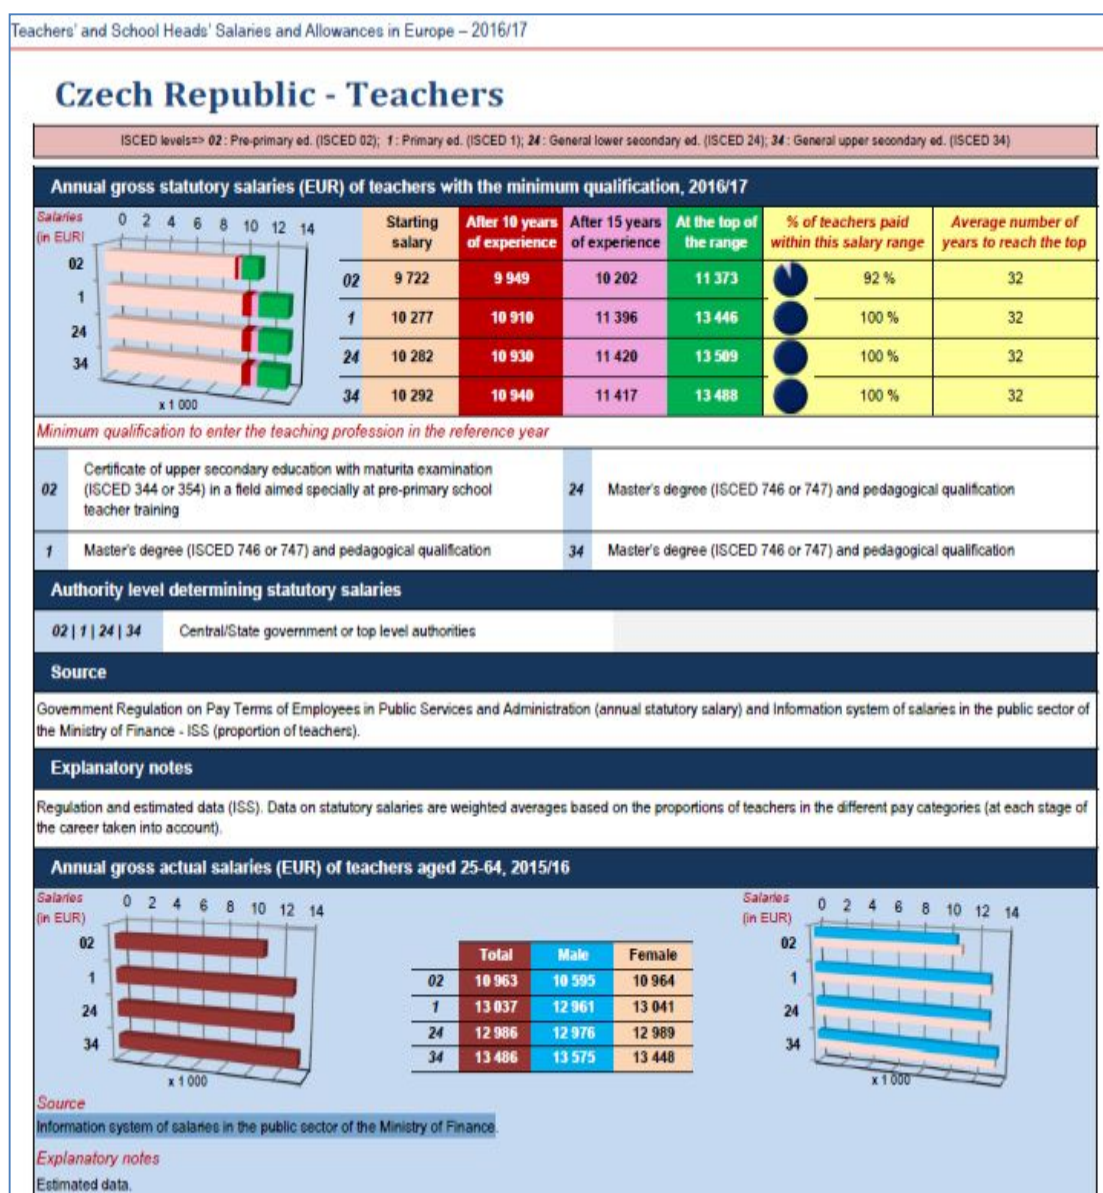 Teachers' and School Heads' Salaries and Allowances in Europe – 2016/17
Czech Republic - Teachers
ISCED levels=> 02 : Pre-primary ed. (ISCED 02); 1 : Primary ed. (ISCED 1); 24 : General lower secondary ed. (ISCED 24); 34 : General upper secondary ed. (ISCED 34)
Annual gross statutory salaries (EUR) of teachers with the minimum qualification, 2016/17
Salaries
(in EUR)
0 2 4 6 8 10 12 14
02
1
24
34
x 1 000
Starting salary | After 10 years of experience | After 15 years of experience | At the top of the range | % of teachers paid within this salary range | Average number of years to reach the top
02 9 722 9 949 10 202 11 373 92 % 32
1 10 277 10 910 11 396 13 446 100 % 32
24 10 282 10 930 11 420 13 509 100 % 32
34 10 292 10 940 11 417 13 488 100 % 32
Minimum qualification to enter the teaching profession in the reference year
02 Certificate of upper secondary education with maturita examination
(ISCED 344 or 354) in a field aimed specially at pre-primary school
teacher training
24 Master's degree (ISCED 746 or 747) and pedagogical qualification
1 Master's degree (ISCED 746 or 747) and pedagogical qualification
34 Master's degree (ISCED 746 or 747) and pedagogical qualification
Authority level determining statutory salaries
02 | 1 | 24 | 34 Central/State government or top level authorities
Source
Government Regulation on Pay Terms of Employees in Public Services and Administration (annual statutory salary) and Information system of salaries in the public sector of
the Ministry of Finance - ISS (proportion of teachers).
Explanatory notes
Regulation and estimated data (ISS). Data on statutory salaries are weighted averages based on the proportions of teachers in the different pay categories (at each stage of
the career taken into account).
Annual gross actual salaries (EUR) of teachers aged 25-64, 2015/16
Salaries
(in EUR)
0 2 4 6 8 10 12 14
02
1
24
34
x 1 000
Total Male Female
02 10 963 10 595 10 964
1 13 037 12 961 13 041
24 12 986 12 976 12 989
34 13 486 13 575 13 448
Salaries
(in EUR)
0 2 4 6 8 10 12 14
02
1
24
34
x 1 000
Source
Information system of salaries in the public sector of the Ministry of Finance.
Explanatory notes
Estimated data.